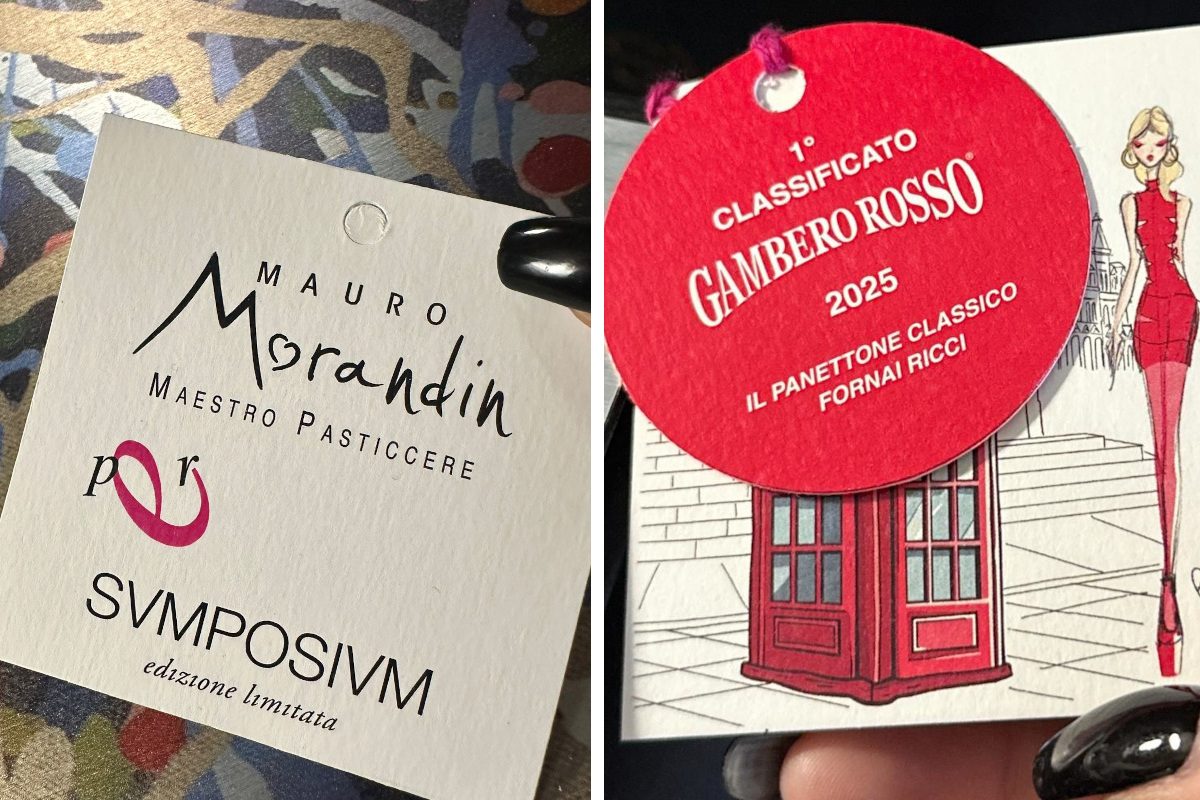 MAURO
Morandin
MAESTRO PASTICCERE
per
SVMPOSIVM
edizione limitata
1°
CLASSIFICATO
GAMBERO ROSSO®
2025
IL PANETTONE CLASSICO
FORNAI RICCI